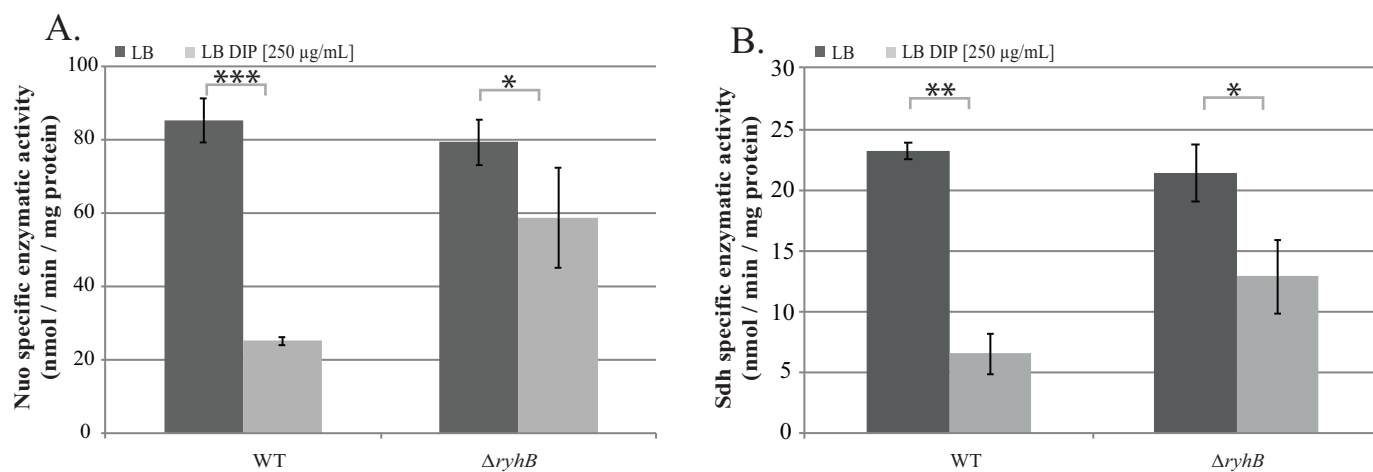 A.
LB LB DIP [250 µg/mL]
Nuo specific enzymatic activity
(nmol / min / mg protein)
100
80
60
40
20
0
***
*
WT ΔryhB
B.
LB LB DIP [250 µg/mL]
Sdh specific enzymatic activity
(nmol / min / mg protein)
30
25
20
15
10
5
0
**
*
WT ΔryhB